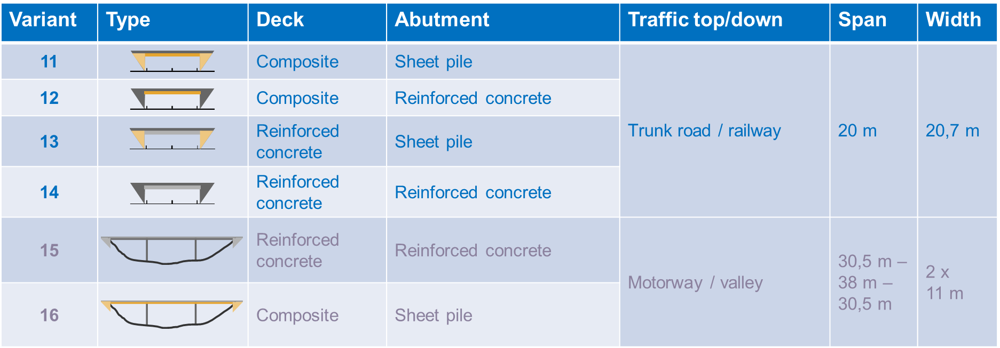 Variant Type Deck Abutment Traffic top/down Span Width
11 Composite Sheet pile
12 Composite Reinforced concrete
13 Reinforced
concrete Sheet pile
Trunk road / railway 20 m 20,7 m
14 Reinforced
concrete Reinforced concrete
15 Reinforced
concrete Reinforced concrete
16 Composite Sheet pile
Motorway / valley
30,5 m –
38 m –
30,5 m
2 x
11 m